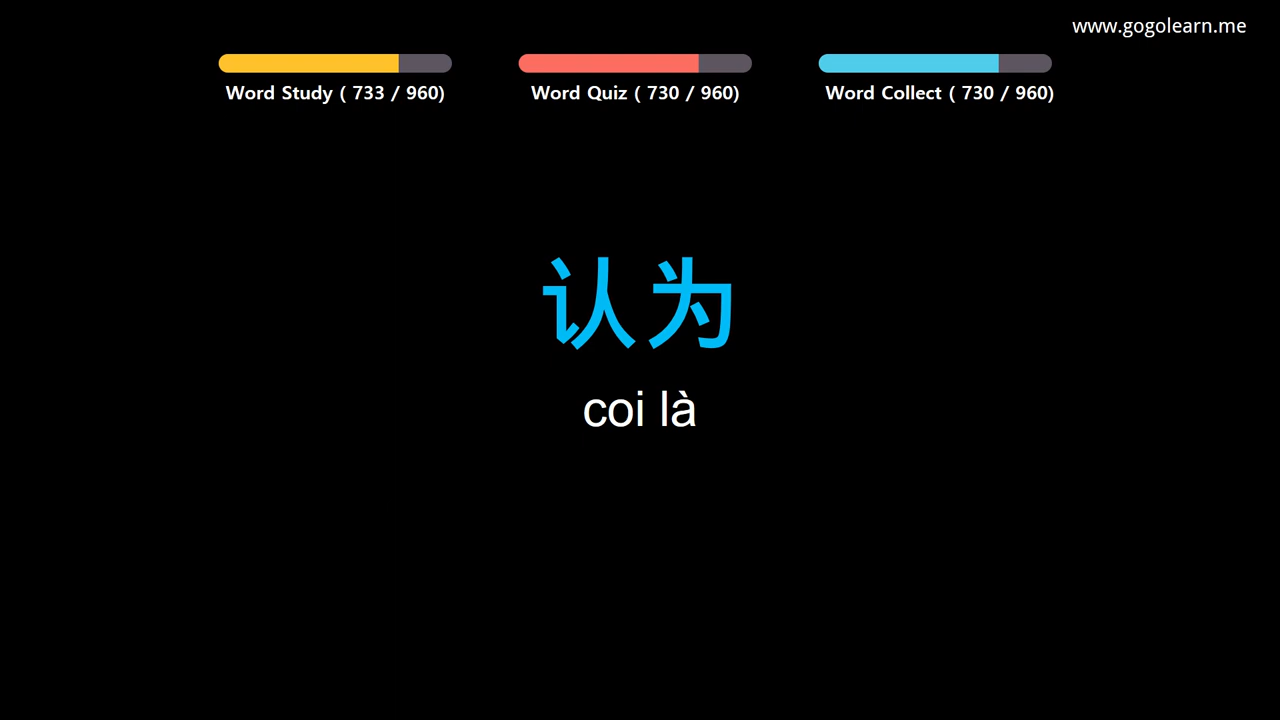 www.gogolearn.me
Word Study ( 733 / 960)
Word Quiz ( 730 / 960)
Word Collect ( 730 / 960)
认为
coi là